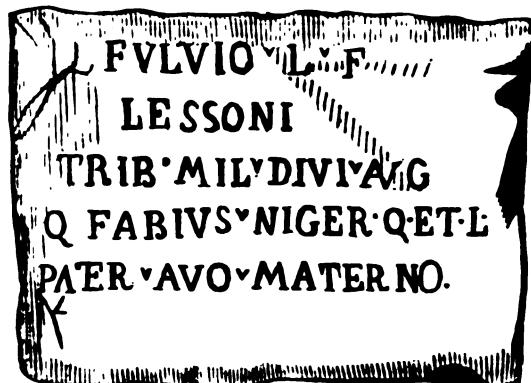 L FVLVIO ᵛ L ᵛ F
LESSONI
TRIB • MIL ᵛ DIVI ᵛ AVG
Q FABIVS ᵛ NIGER · Q · ET · L ·
PATER ᵛ AVO ᵛ MATERNO.